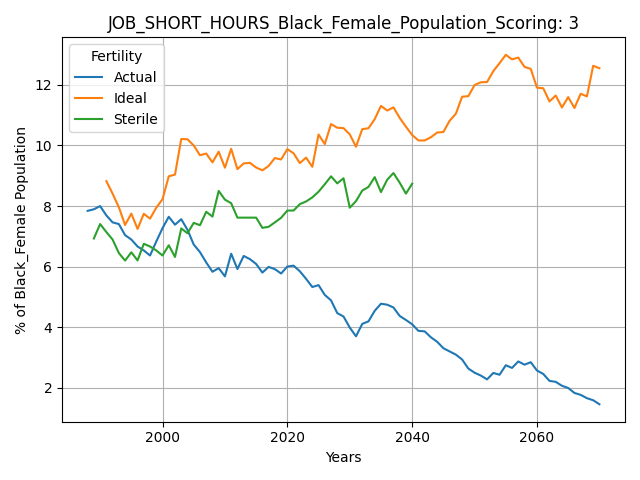 JOB_SHORT_HOURS_Black_Female_Population_Scoring: 3
Fertility
Actual
Ideal
Sterile
% of Black_Female Population
12
10
8
6
4
2
2000
2020
2040
2060
Years